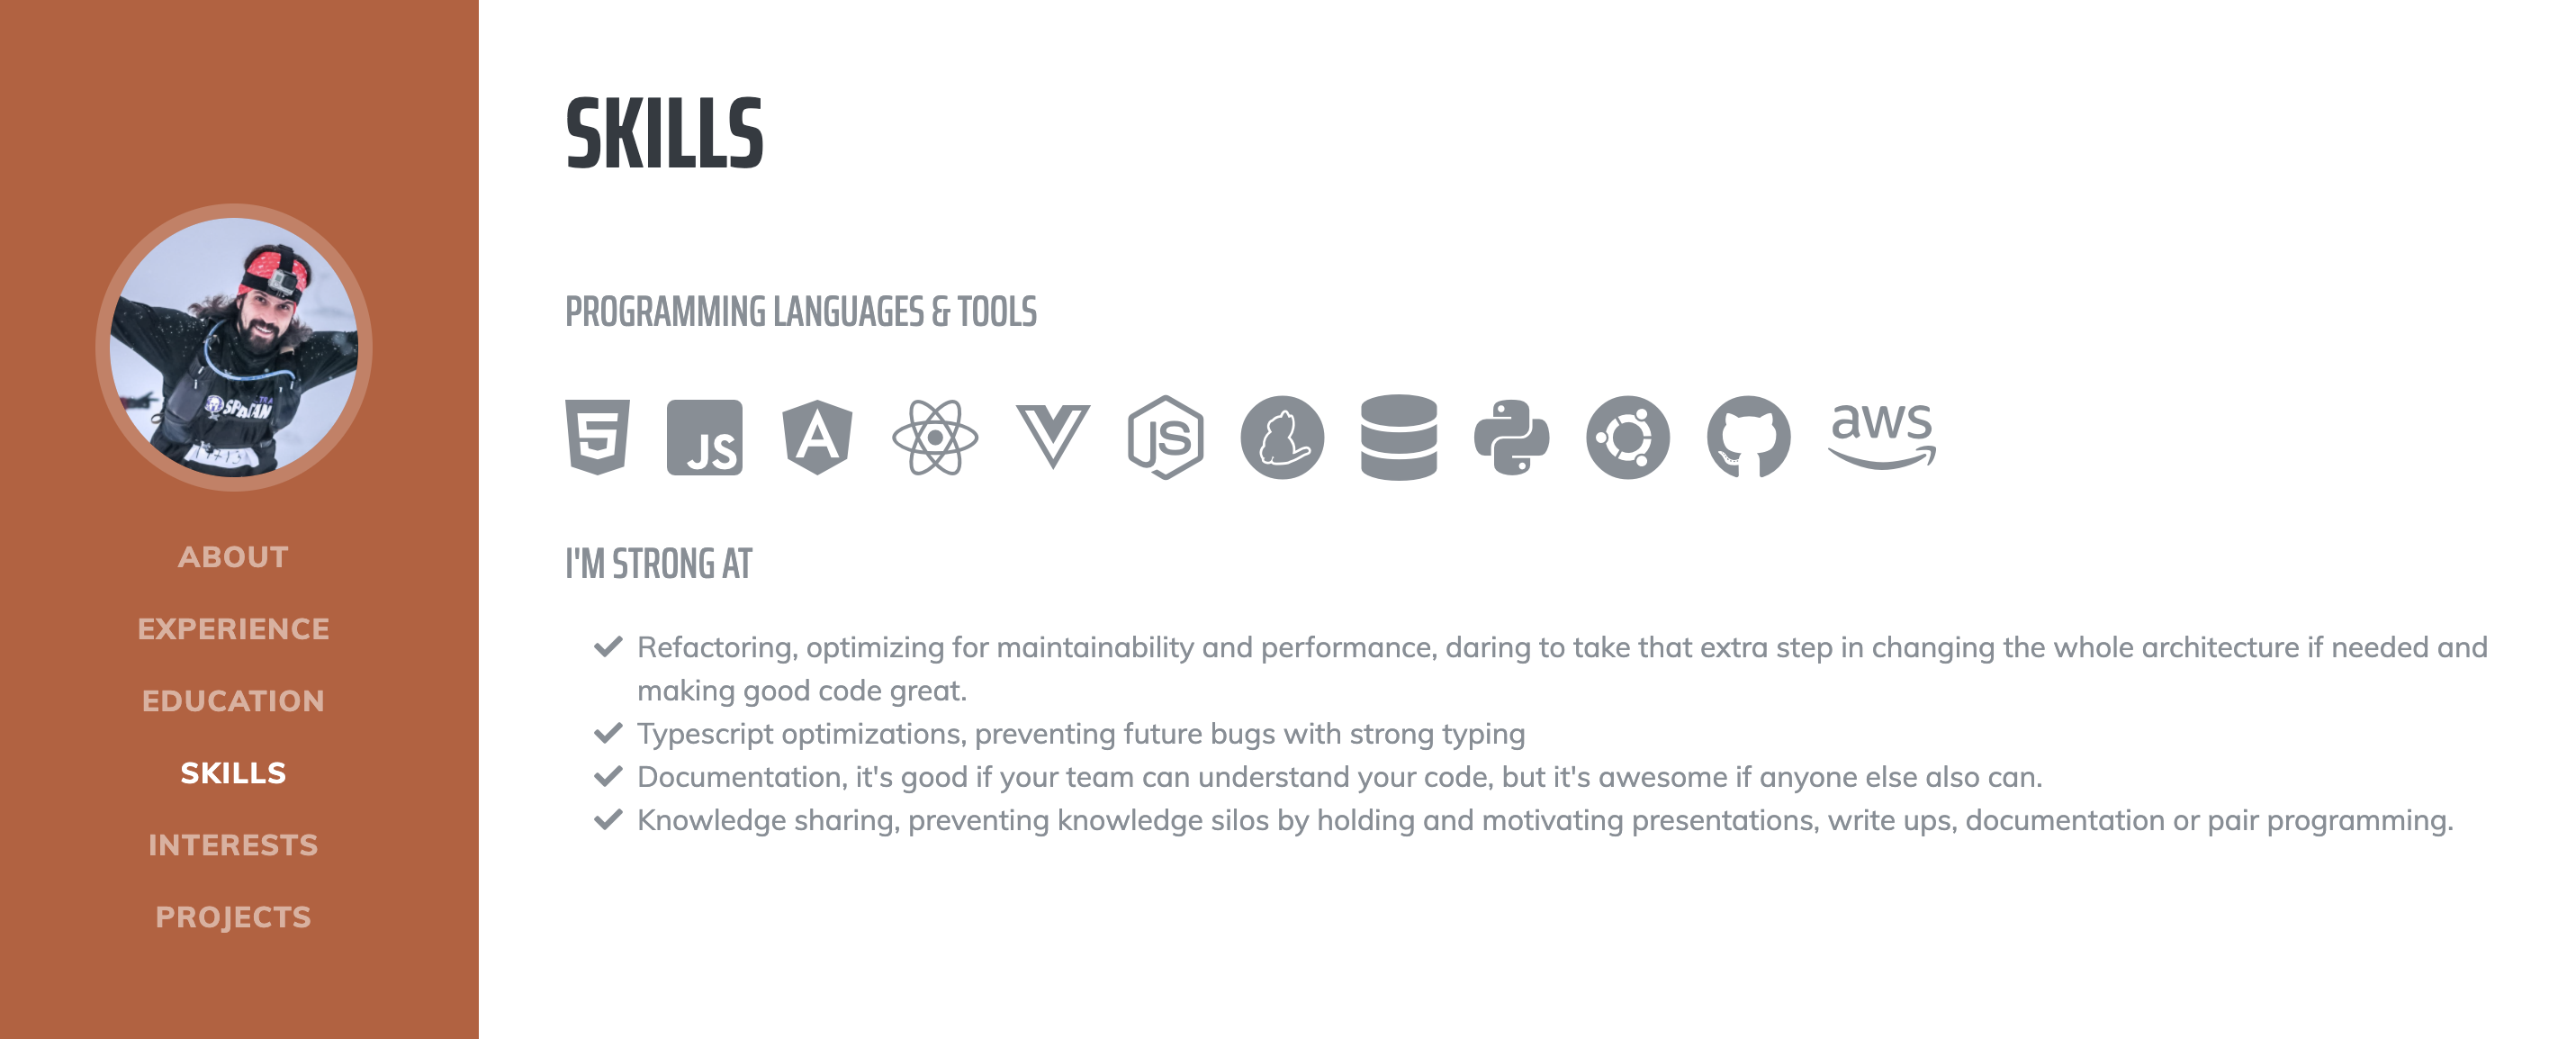 SKILLS
PROGRAMMING LANGUAGES & TOOLS
5 JS A JS aws
I'M STRONG AT
Refactoring, optimizing for maintainability and performance, daring to take that extra step in changing the whole architecture if needed and
making good code great.
Typescript optimizations, preventing future bugs with strong typing
Documentation, it's good if your team can understand your code, but it's awesome if anyone else also can.
Knowledge sharing, preventing knowledge silos by holding and motivating presentations, write ups, documentation or pair programming.
SPARTAN
ABOUT
EXPERIENCE
EDUCATION
SKILLS
INTERESTS
PROJECTS